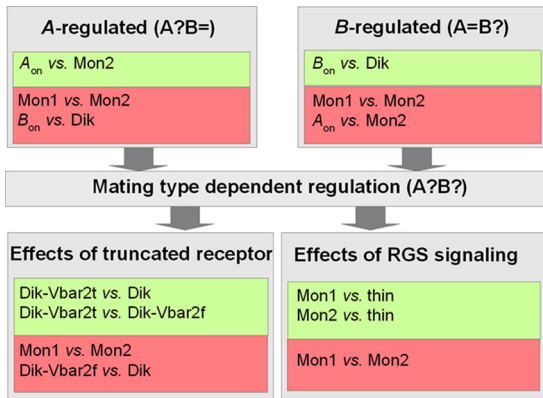 A-regulated (A?B=)
Aon vs. Mon2
Mon1 vs. Mon2
Bon vs. Dik
B-regulated (A=B?)
Bon vs. Dik
Mon1 vs. Mon2
Aon vs. Mon2
Mating type dependent regulation (A?B?)
Effects of truncated receptor
Dik-Vbar2t vs. Dik
Dik-Vbar2t vs. Dik-Vbar2f
Mon1 vs. Mon2
Dik-Vbar2f vs. Dik
Effects of RGS signaling
Mon1 vs. thin
Mon2 vs. thin
Mon1 vs. Mon2